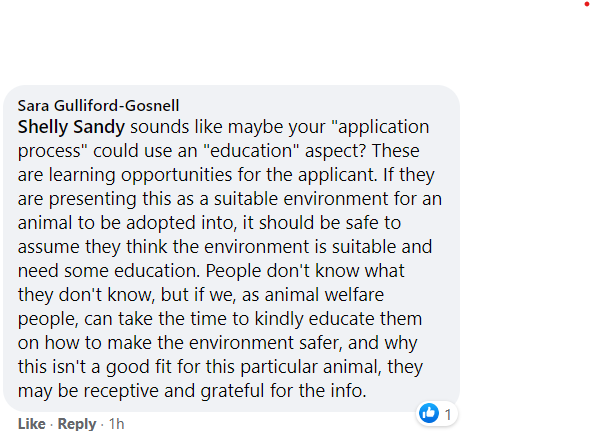 Sara Gulliford-Gosnell
Shelly Sandy sounds like maybe your "application
process" could use an "education" aspect? These
are learning opportunities for the applicant. If they
are presenting this as a suitable environment for an
animal to be adopted into, it should be safe to
assume they think the environment is suitable and
need some education. People don't know what
they don't know, but if we, as animal welfare
people, can take the time to kindly educate them
on how to make the environment safer, and why
this isn't a good fit for this particular animal, they
may be receptive and grateful for the info.
1
Like · Reply · 1h